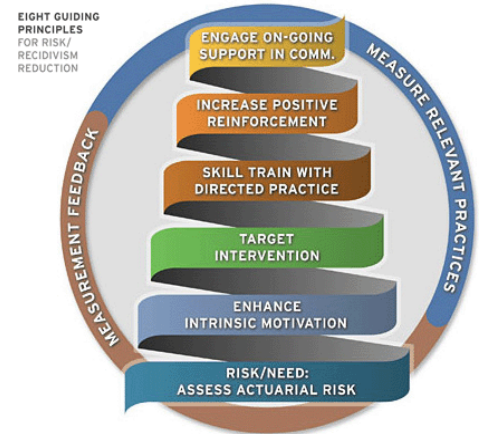 EIGHT GUIDING
PRINCIPLES
FOR RISK/
RECIDIVISM
REDUCTION
ENGAGE ON-GOING
SUPPORT IN COMM.
INCREASE POSITIVE
REINFORCEMENT
SKILL TRAIN WITH
DIRECTED PRACTICE
TARGET
INTERVENTION
ENHANCE
INTRINSIC MOTIVATION
RISK/NEED:
ASSESS ACTUARIAL RISK
MEASUREMENT FEEDBACK
MEASURE RELEVANT PRACTICES